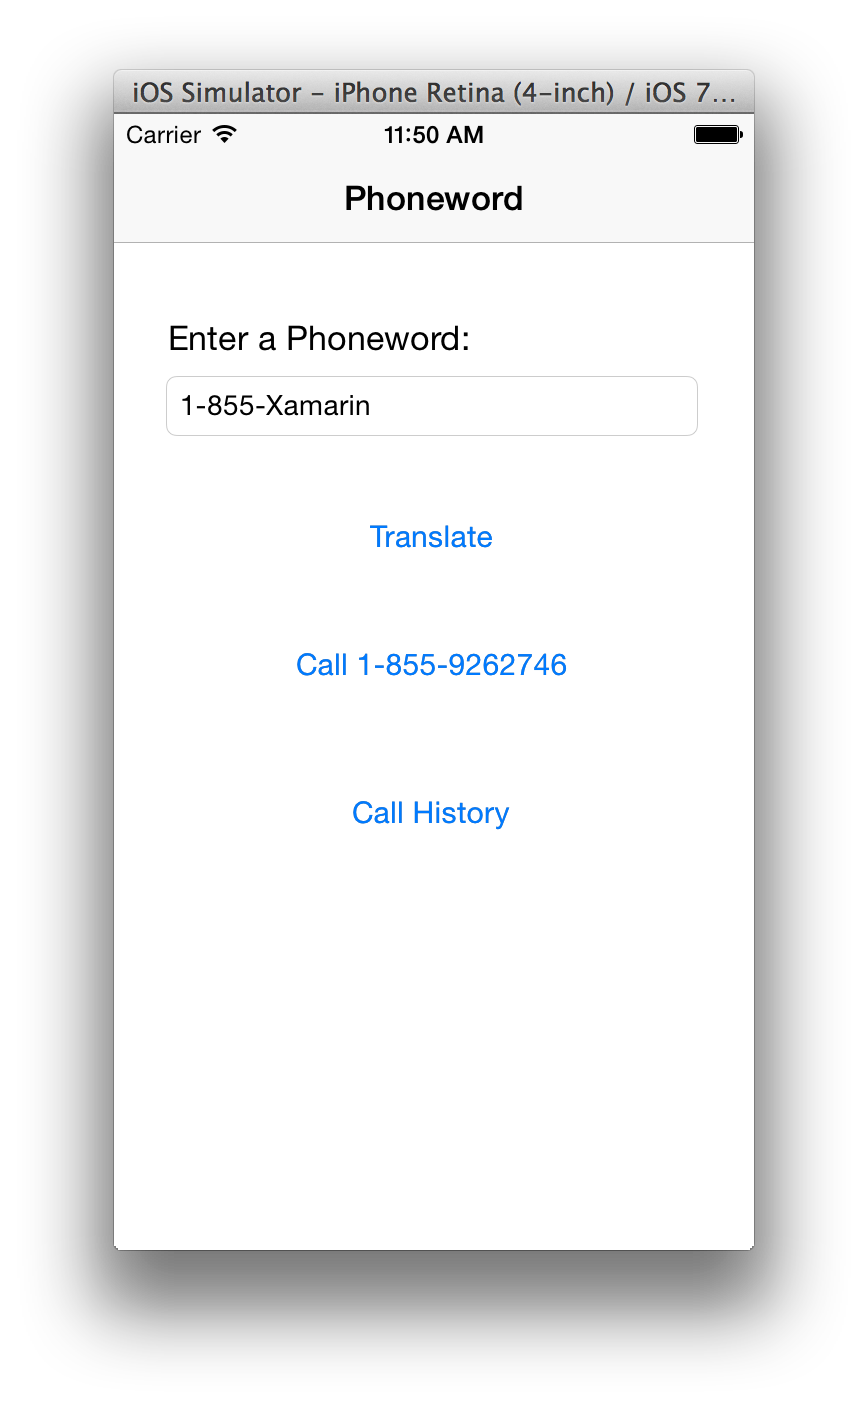 iOS Simulator – iPhone Retina (4-inch) / iOS 7...
Carrier 11:50 AM
Phoneword
Enter a Phoneword:
1-855-Xamarin
Translate
Call 1-855-9262746
Call History